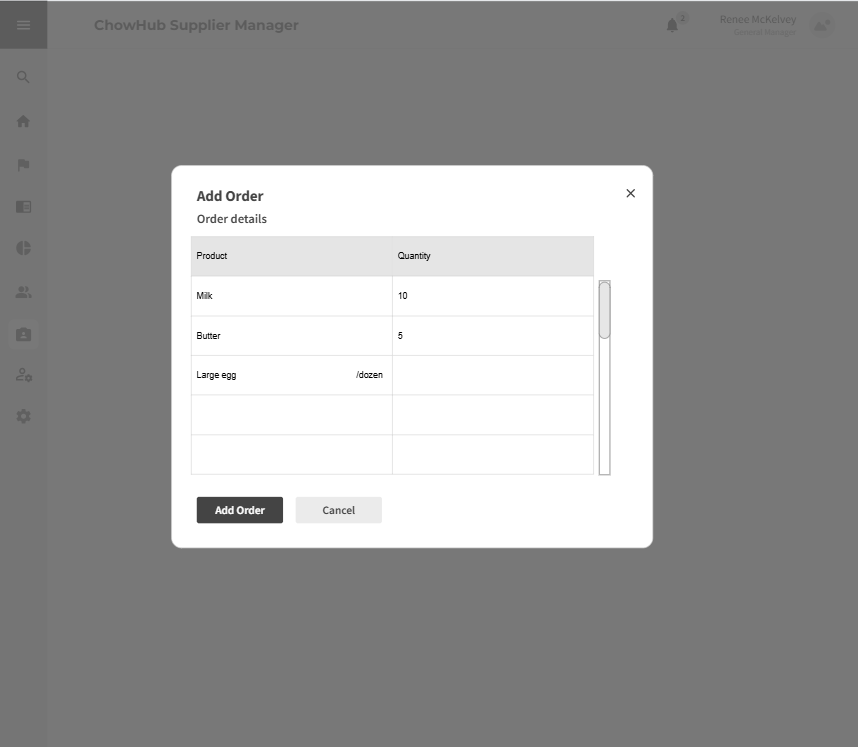 ChowHub Supplier Manager
2
Renee McKelvey
General Manager
Add Order
Order details
Product Quantity
Milk 10
Butter 5
Large egg /dozen
Add Order Cancel